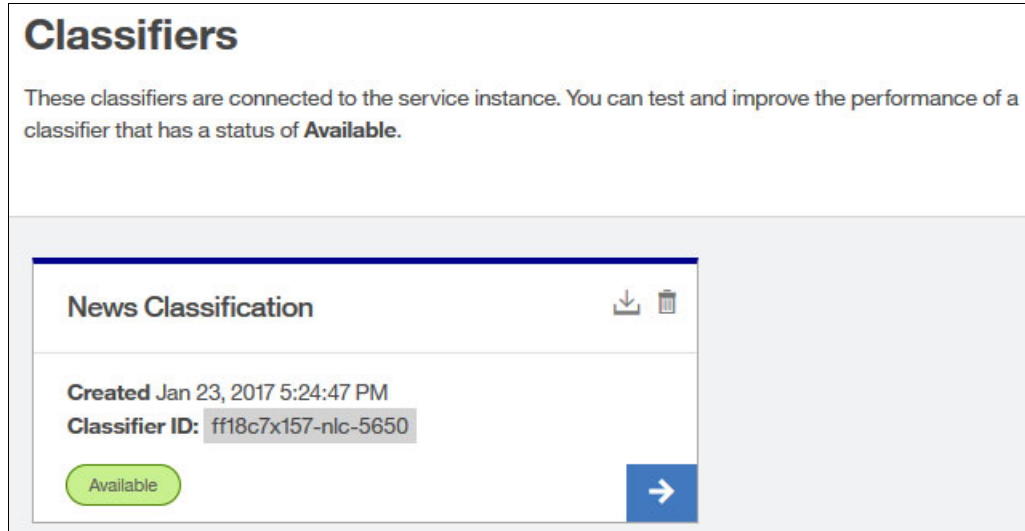 Classifiers
These classifiers are connected to the service instance. You can test and improve the performance of a
classifier that has a status of Available.
News Classification
Created Jan 23, 2017 5:24:47 PM
Classifier ID: ff18c7x157-nlc-5650
Available